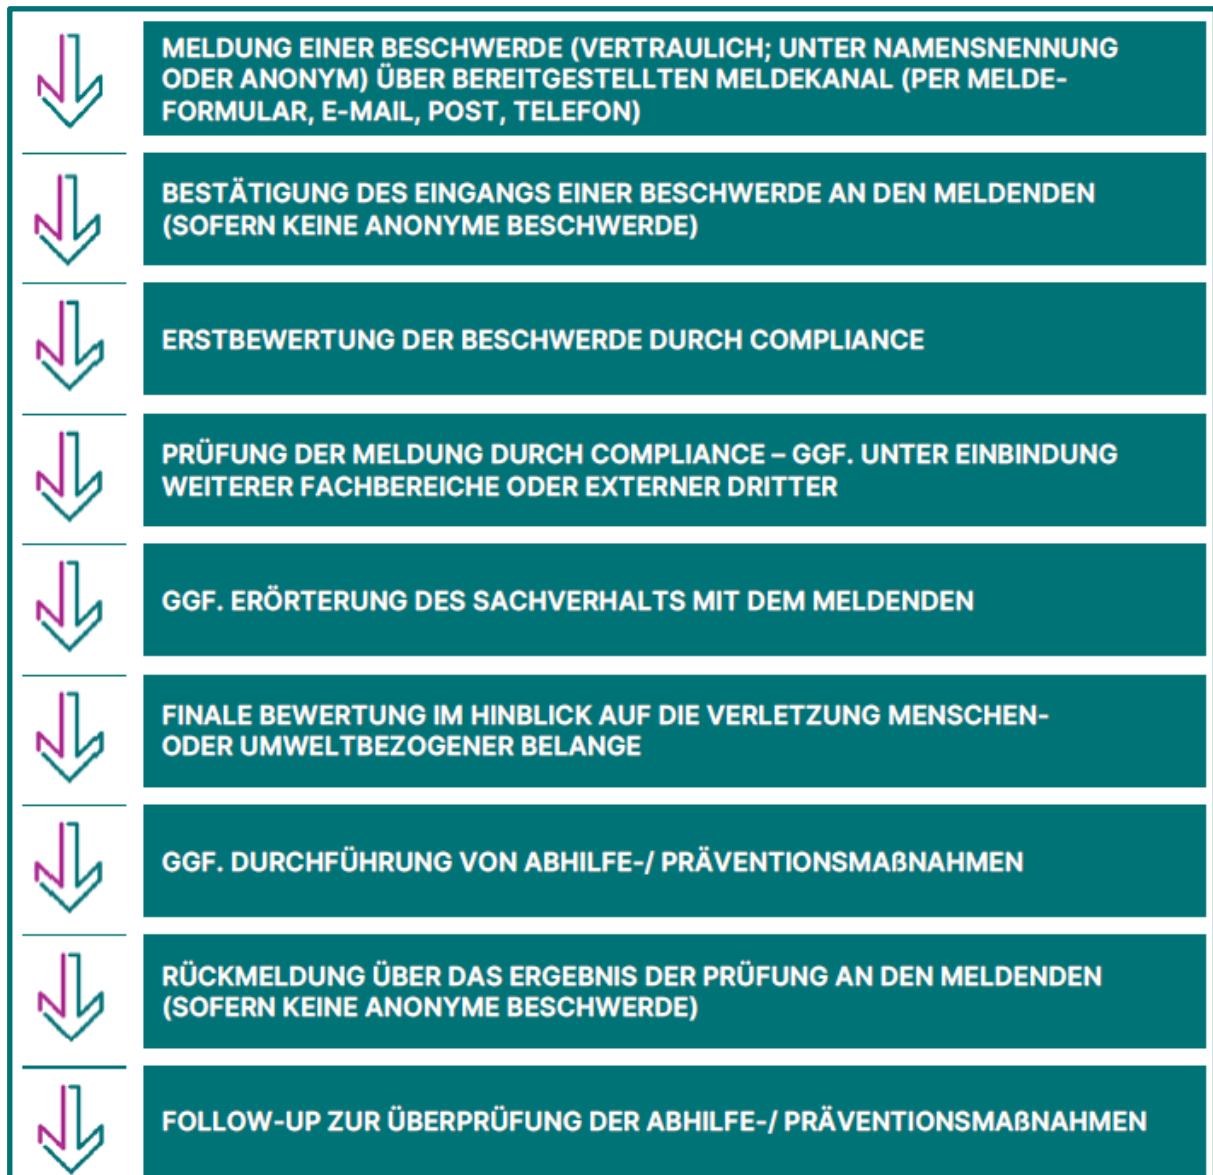 MELDUNG EINER BESCHWERDE (VERTRAULICH; UNTER NAMENSNENNUNG
ODER ANONYM) ÜBER BEREITGESTELLTEN MELDEKANAL (PER MELDE-
FORMULAR, E-MAIL, POST, TELEFON)
BESTÄTIGUNG DES EINGANGS EINER BESCHWERDE AN DEN MELDENDEN
(SOFERN KEINE ANONYME BESCHWERDE)
ERSTBEWERTUNG DER BESCHWERDE DURCH COMPLIANCE
PRÜFUNG DER MELDUNG DURCH COMPLIANCE – GGF. UNTER EINBINDUNG
WEITERER FACHBEREICHE ODER EXTERNER DRITTER
GGF. ERÖRTERUNG DES SACHVERHALTS MIT DEM MELDENDEN
FINALE BEWERTUNG IM HINBLICK AUF DIE VERLETZUNG MENSCHEN-
ODER UMWELTBEZOGENER BELANGE
GGF. DURCHFÜHRUNG VON ABHILFE-/ PRÄVENTIONSMAßNAHMEN
RÜCKMELDUNG ÜBER DAS ERGEBNIS DER PRÜFUNG AN DEN MELDENDEN
(SOFERN KEINE ANONYME BESCHWERDE)
FOLLOW-UP ZUR ÜBERPRÜFUNG DER ABHILFE-/ PRÄVENTIONSMAßNAHMEN